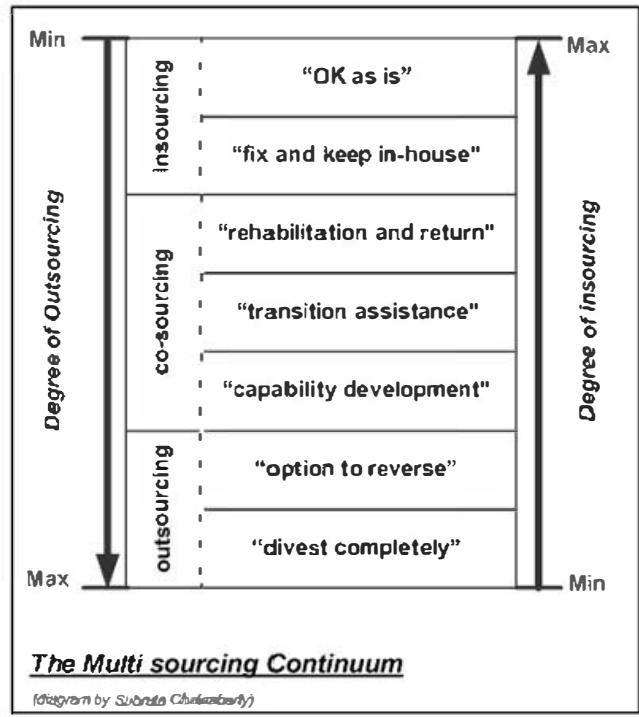 Min
Max
insourcing
"OK as is"
"fix and keep in-house"
Degree of Outsourcing
co-sourcing
"rehabilitation and return"
"transition assistance"
"capability development"
Degree of insourcing
outsourcing
"option to reverse"
"divest completely"
Max
Min
The Multi sourcing Continuum
(diagram by